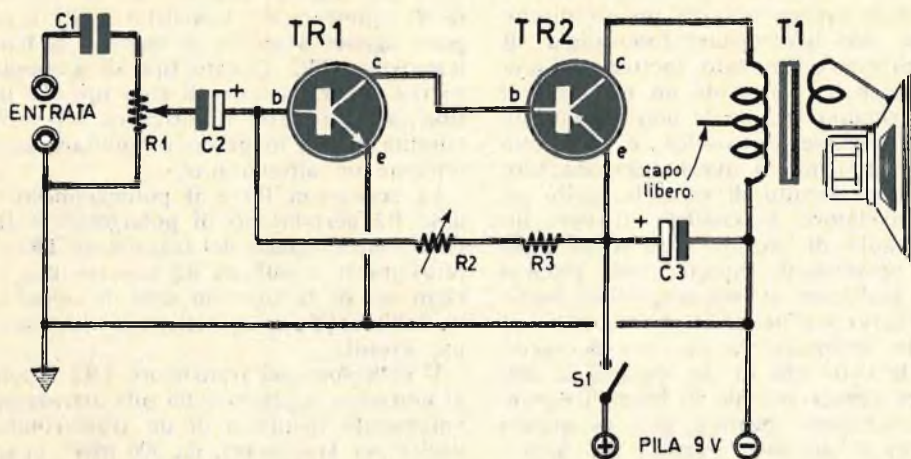 C1
TR1
TR2
T1
c
c
+
b
b
ENTRATA
R1
C2
e
e
capo
libero
+
R2
R3
C3
S1
+
PILA 9 V
−